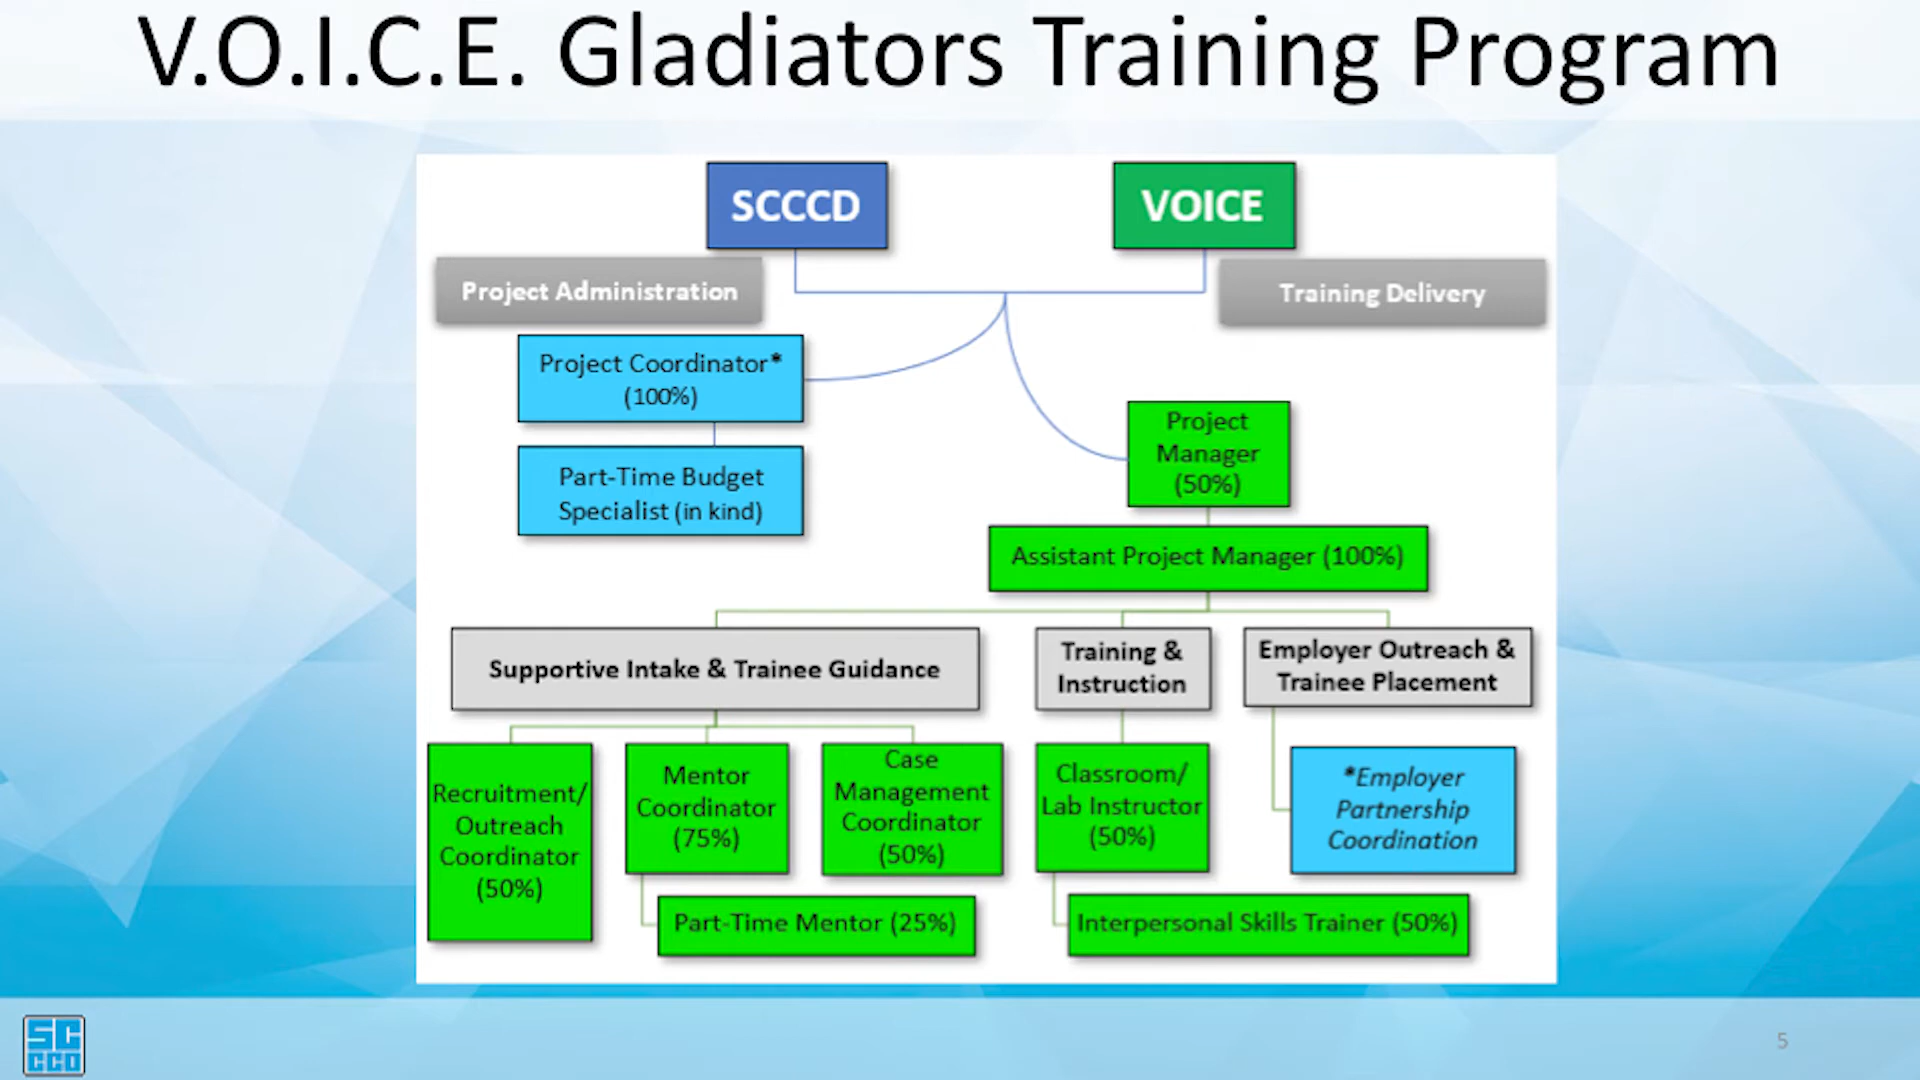 V.O.I.C.E. Gladiators Training Program
SCCCD
VOICE
Project Administration
Training Delivery
Project Coordinator*
(100%)
Part-Time Budget
Specialist (in kind)
Project
Manager
(50%)
Assistant Project Manager (100%)
Supportive Intake & Trainee Guidance
Training &
Instruction
Employer Outreach &
Trainee Placement
Recruitment/
Outreach
Coordinator
(50%)
Mentor
Coordinator
(75%)
Case
Management
Coordinator
(50%)
Classroom/
Lab Instructor
(50%)
*Employer
Partnership
Coordination
Part-Time Mentor (25%)
Interpersonal Skills Trainer (50%)
SC
CCD
5